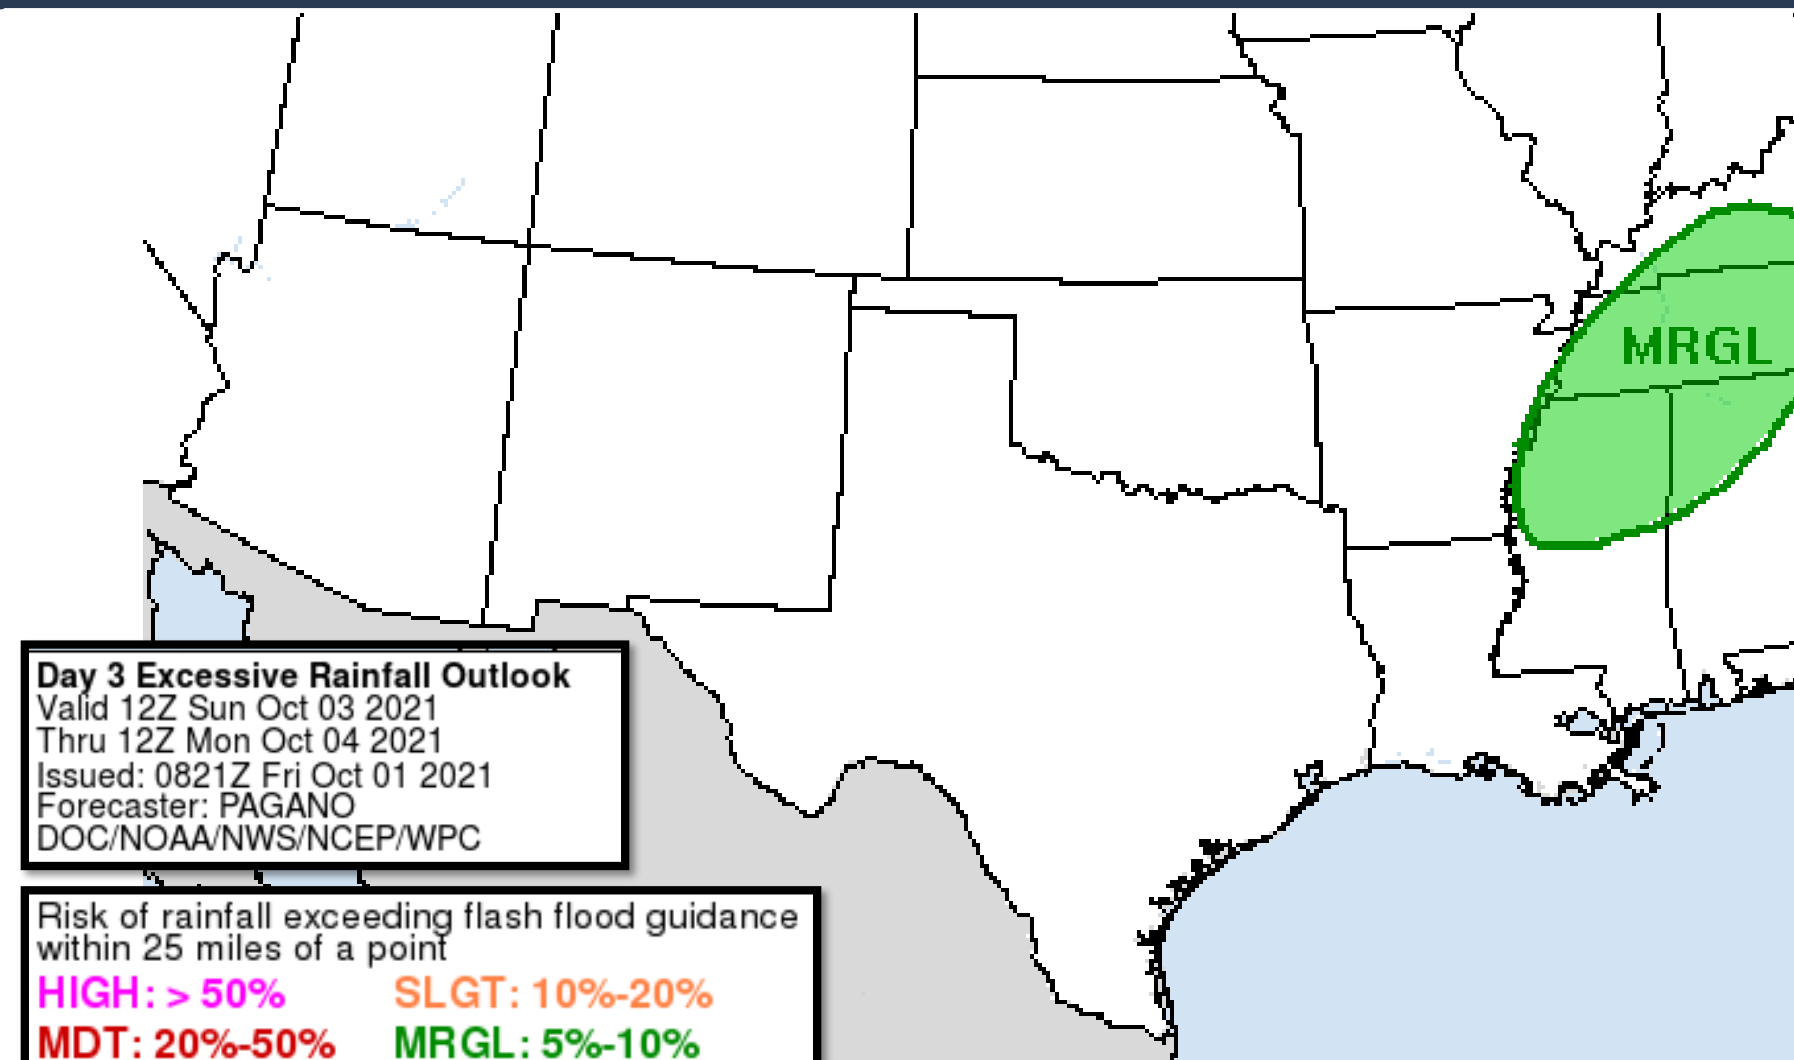 MRGL
Day 3 Excessive Rainfall Outlook
Valid 12Z Sun Oct 03 2021
Thru 12Z Mon Oct 04 2021
Issued: 0821Z Fri Oct 01 2021
Forecaster: PAGANO
DOC/NOAA/NWS/NCEP/WPC
Risk of rainfall exceeding flash flood guidance
within 25 miles of a point
HIGH: > 50% SLGT: 10%-20%
MDT: 20%-50% MRGL: 5%-10%